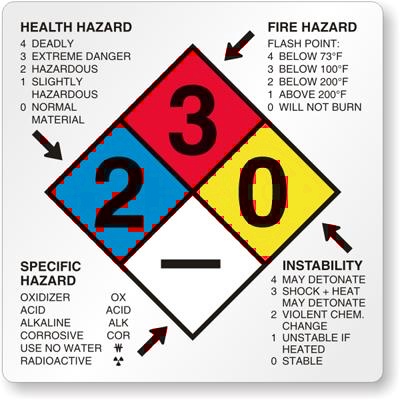 HEALTH HAZARD
4 DEADLY
3 EXTREME DANGER
2 HAZARDOUS
1 SLIGHTLY
HAZARDOUS
0 NORMAL
MATERIAL
FIRE HAZARD
FLASH POINT:
4 BELOW 73°F
3 BELOW 100°F
2 BELOW 200°F
1 ABOVE 200°F
0 WILL NOT BURN
3
2
0
—
SPECIFIC
HAZARD
OXIDIZER OX
ACID ACID
ALKALINE ALK
CORROSIVE COR
USE NO WATER W
RADIOACTIVE ☢
INSTABILITY
4 MAY DETONATE
3 SHOCK + HEAT
MAY DETONATE
2 VIOLENT CHEM.
CHANGE
1 UNSTABLE IF
HEATED
0 STABLE